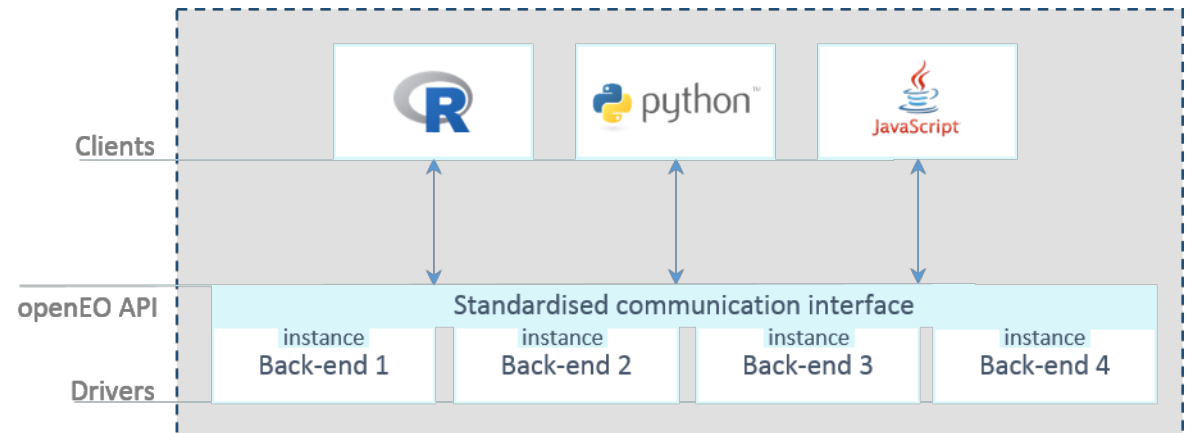 R
python™
JavaScript
Clients
openEO API
Standardised communication interface
instance
Back-end 1
instance
Back-end 2
instance
Back-end 3
instance
Back-end 4
Drivers